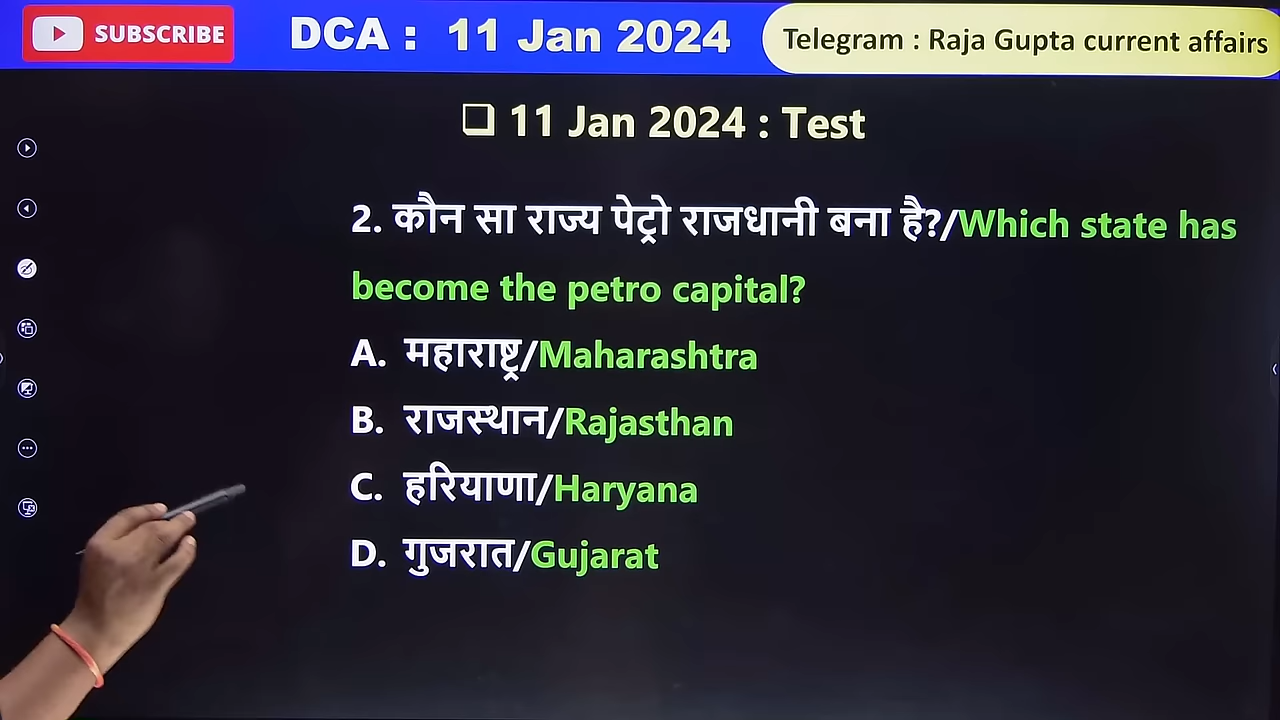 SUBSCRIBE
DCA : 11 Jan 2024
Telegram : Raja Gupta current affairs
❑ 11 Jan 2024 : Test
2. कौन सा राज्य पेट्रो राजधानी बना है?/Which state has
become the petro capital?
A. महाराष्ट्र/Maharashtra
B. राजस्थान/Rajasthan
C. हरियाणा/Haryana
D. गुजरात/Gujarat